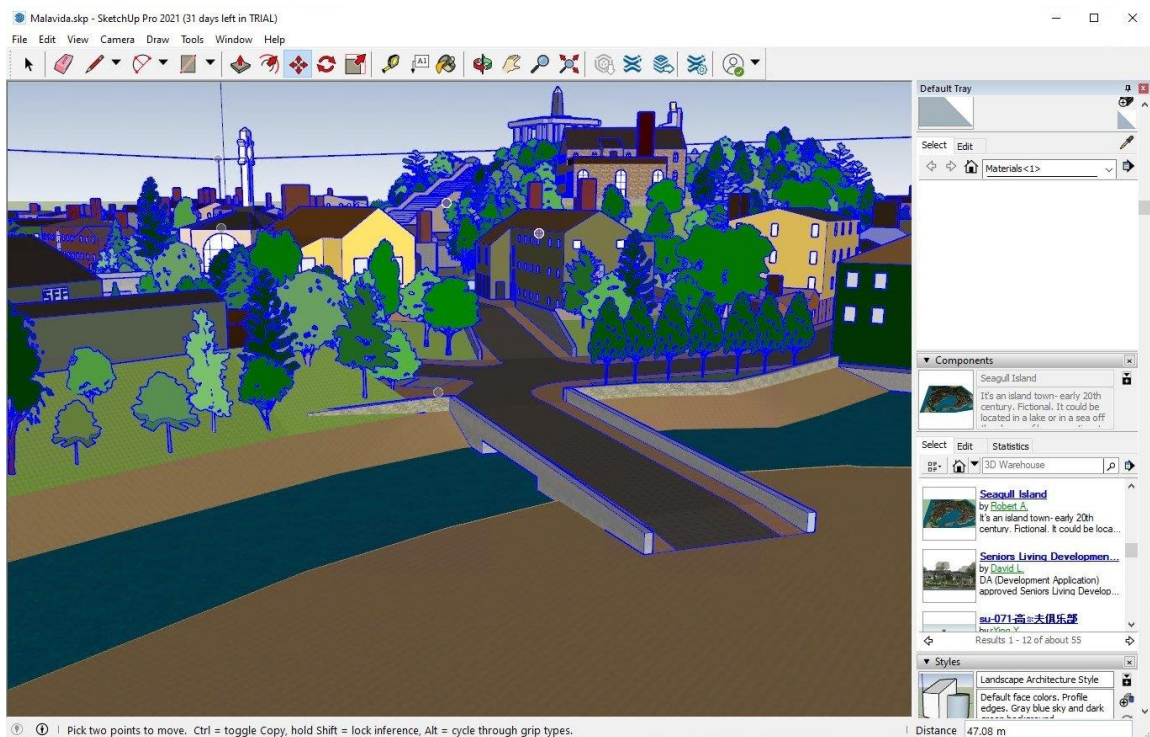 Malavida.skp - SketchUp Pro 2021 (31 days left in TRIAL)
File Edit View Camera Draw Tools Window Help
Default Tray
Select Edit
Materials<1>
Components
Seagull Island
It's an island town- early 20th
century. Fictional. It could be
located in a lake or in a sea off
Select Edit Statistics
3D Warehouse
Seagull Island
by Robert A.
It's an island town- early 20th
century. Fictional. It could be loca...
Seniors Living Developmen...
by David L.
DA (Development Application)
approved Seniors Living Develop...
su-071-高尔夫俱乐部
Results 1 - 12 of about 55
Styles
Landscape Architecture Style
Default face colors. Profile
edges. Gray blue sky and dark
Pick two points to move. Ctrl = toggle Copy, hold Shift = lock inference, Alt = cycle through grip types.
Distance 47.08 m